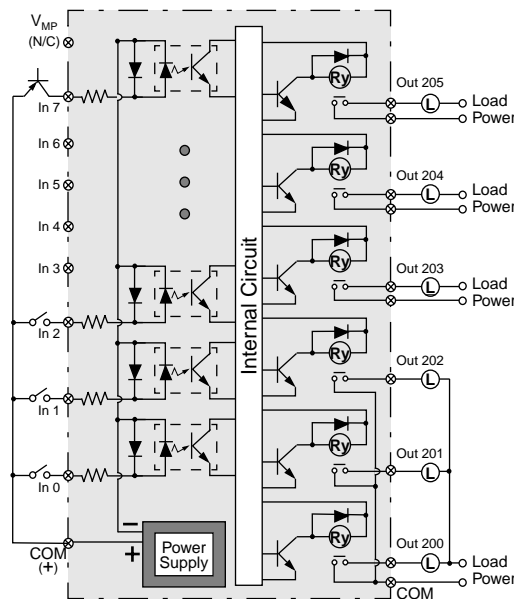 VMP
(N/C)
In 7
In 6
In 5
In 4
In 3
In 2
In 1
In 0
COM
(+)
−
+
Power
Supply
Internal Circuit
Ry
Out 205
L
Load
Power
Ry
Out 204
L
Load
Power
Ry
Out 203
L
Load
Power
Ry
Out 202
L
Ry
Out 201
L
Ry
Out 200
L
Load
Power
COM